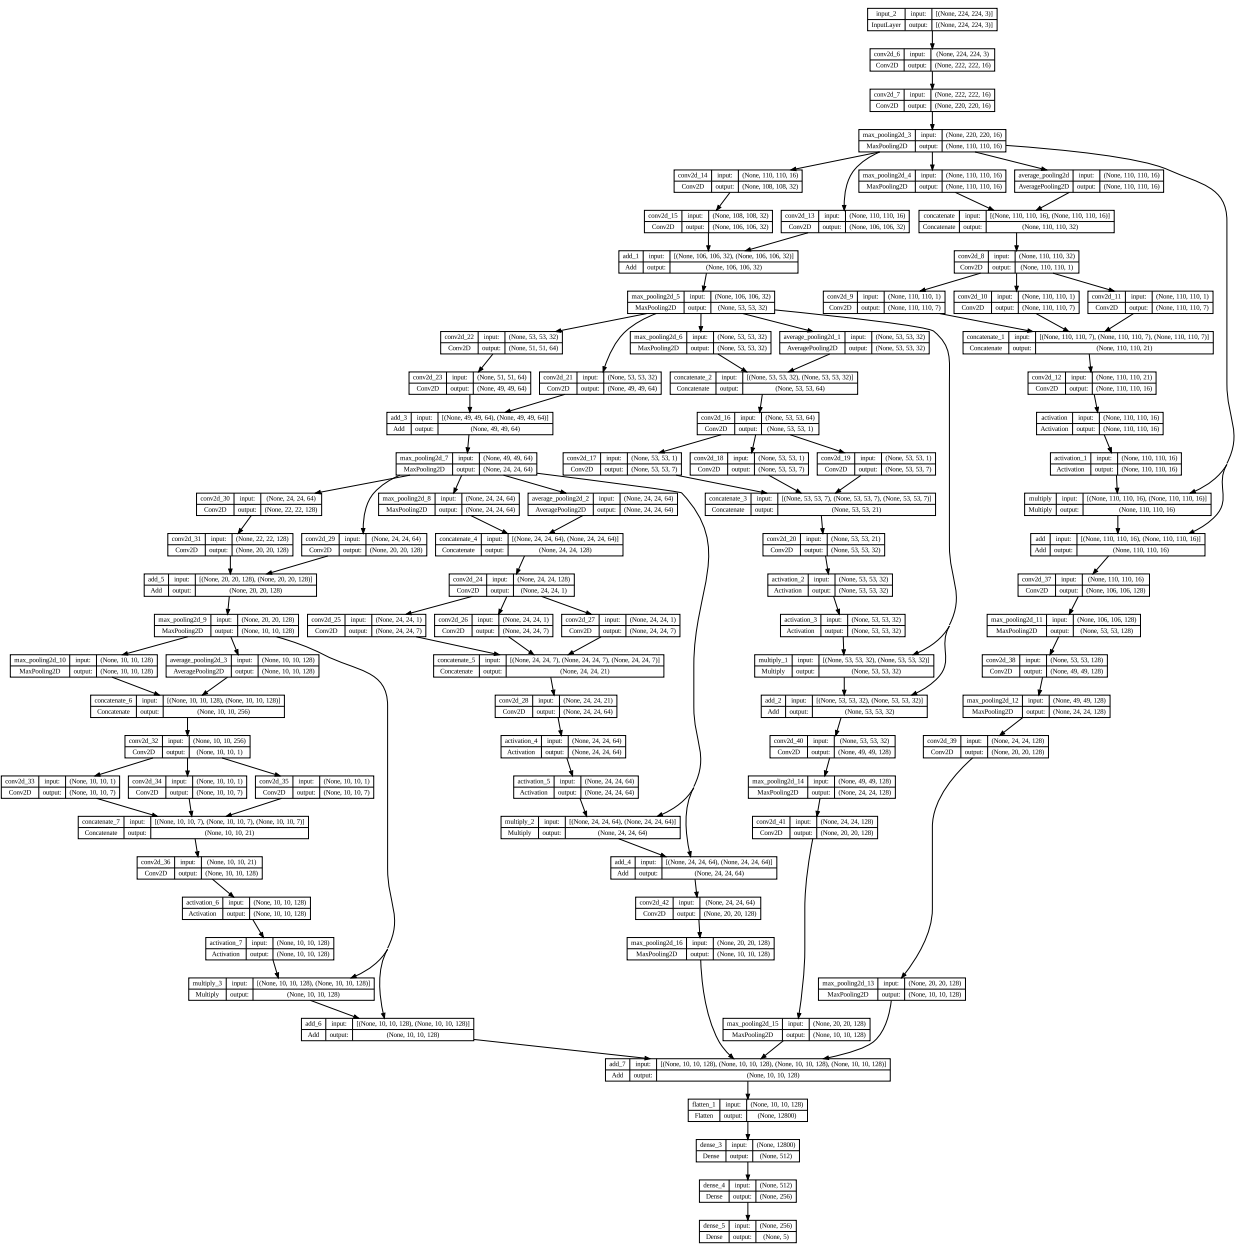 input_2 input: [(None, 224, 224, 3)]
InputLayer output: [(None, 224, 224, 3)]
conv2d_6 input: (None, 224, 224, 3)
Conv2D output: (None, 222, 222, 16)
conv2d_7 input: (None, 222, 222, 16)
Conv2D output: (None, 220, 220, 16)
max_pooling2d_3 input: (None, 220, 220, 16)
MaxPooling2D output: (None, 110, 110, 16)
conv2d_14 input: (None, 110, 110, 16)
Conv2D output: (None, 108, 108, 32)
max_pooling2d_4 input: (None, 110, 110, 16)
MaxPooling2D output: (None, 110, 110, 16)
average_pooling2d input: (None, 110, 110, 16)
AveragePooling2D output: (None, 110, 110, 16)
conv2d_15 input: (None, 108, 108, 32)
Conv2D output: (None, 106, 106, 32)
conv2d_13 input: (None, 110, 110, 16)
Conv2D output: (None, 106, 106, 32)
concatenate input: [(None, 110, 110, 16), (None, 110, 110, 16)]
Concatenate output: (None, 110, 110, 32)
add_1 input: [(None, 106, 106, 32), (None, 106, 106, 32)]
Add output: (None, 106, 106, 32)
conv2d_8 input: (None, 110, 110, 32)
Conv2D output: (None, 110, 110, 1)
max_pooling2d_5 input: (None, 106, 106, 32)
MaxPooling2D output: (None, 53, 53, 32)
conv2d_9 input: (None, 110, 110, 1)
Conv2D output: (None, 110, 110, 7)
conv2d_10 input: (None, 110, 110, 1)
Conv2D output: (None, 110, 110, 7)
conv2d_11 input: (None, 110, 110, 1)
Conv2D output: (None, 110, 110, 7)
conv2d_22 input: (None, 53, 53, 32)
Conv2D output: (None, 51, 51, 64)
max_pooling2d_6 input: (None, 53, 53, 32)
MaxPooling2D output: (None, 53, 53, 32)
average_pooling2d_1 input: (None, 53, 53, 32)
AveragePooling2D output: (None, 53, 53, 32)
concatenate_1 input: [(None, 110, 110, 7), (None, 110, 110, 7), (None, 110, 110, 7)]
Concatenate output: (None, 110, 110, 21)
conv2d_23 input: (None, 51, 51, 64)
Conv2D output: (None, 49, 49, 64)
conv2d_21 input: (None, 53, 53, 32)
Conv2D output: (None, 49, 49, 64)
concatenate_2 input: [(None, 53, 53, 32), (None, 53, 53, 32)]
Concatenate output: (None, 53, 53, 64)
conv2d_12 input: (None, 110, 110, 21)
Conv2D output: (None, 110, 110, 16)
add_3 input: [(None, 49, 49, 64), (None, 49, 49, 64)]
Add output: (None, 49, 49, 64)
conv2d_16 input: (None, 53, 53, 64)
Conv2D output: (None, 53, 53, 1)
activation input: (None, 110, 110, 16)
Activation output: (None, 110, 110, 16)
max_pooling2d_7 input: (None, 49, 49, 64)
MaxPooling2D output: (None, 24, 24, 64)
conv2d_17 input: (None, 53, 53, 1)
Conv2D output: (None, 53, 53, 7)
conv2d_18 input: (None, 53, 53, 1)
Conv2D output: (None, 53, 53, 7)
conv2d_19 input: (None, 53, 53, 1)
Conv2D output: (None, 53, 53, 7)
activation_1 input: (None, 110, 110, 16)
Activation output: (None, 110, 110, 16)
conv2d_30 input: (None, 24, 24, 64)
Conv2D output: (None, 22, 22, 128)
max_pooling2d_8 input: (None, 24, 24, 64)
MaxPooling2D output: (None, 24, 24, 64)
average_pooling2d_2 input: (None, 24, 24, 64)
AveragePooling2D output: (None, 24, 24, 64)
concatenate_3 input: [(None, 53, 53, 7), (None, 53, 53, 7), (None, 53, 53, 7)]
Concatenate output: (None, 53, 53, 21)
multiply input: [(None, 110, 110, 16), (None, 110, 110, 16)]
Multiply output: (None, 110, 110, 16)
conv2d_31 input: (None, 22, 22, 128)
Conv2D output: (None, 20, 20, 128)
conv2d_29 input: (None, 24, 24, 64)
Conv2D output: (None, 20, 20, 128)
concatenate_4 input: [(None, 24, 24, 64), (None, 24, 24, 64)]
Concatenate output: (None, 24, 24, 128)
conv2d_20 input: (None, 53, 53, 21)
Conv2D output: (None, 53, 53, 32)
add input: [(None, 110, 110, 16), (None, 110, 110, 16)]
Add output: (None, 110, 110, 16)
add_5 input: [(None, 20, 20, 128), (None, 20, 20, 128)]
Add output: (None, 20, 20, 128)
conv2d_24 input: (None, 24, 24, 128)
Conv2D output: (None, 24, 24, 1)
activation_2 input: (None, 53, 53, 32)
Activation output: (None, 53, 53, 32)
conv2d_37 input: (None, 110, 110, 16)
Conv2D output: (None, 106, 106, 128)
max_pooling2d_9 input: (None, 20, 20, 128)
MaxPooling2D output: (None, 10, 10, 128)
conv2d_25 input: (None, 24, 24, 1)
Conv2D output: (None, 24, 24, 7)
conv2d_26 input: (None, 24, 24, 1)
Conv2D output: (None, 24, 24, 7)
conv2d_27 input: (None, 24, 24, 1)
Conv2D output: (None, 24, 24, 7)
activation_3 input: (None, 53, 53, 32)
Activation output: (None, 53, 53, 32)
max_pooling2d_11 input: (None, 106, 106, 128)
MaxPooling2D output: (None, 53, 53, 128)
max_pooling2d_10 input: (None, 10, 10, 128)
MaxPooling2D output: (None, 10, 10, 128)
average_pooling2d_3 input: (None, 10, 10, 128)
AveragePooling2D output: (None, 10, 10, 128)
concatenate_5 input: [(None, 24, 24, 7), (None, 24, 24, 7), (None, 24, 24, 7)]
Concatenate output: (None, 24, 24, 21)
multiply_1 input: [(None, 53, 53, 32), (None, 53, 53, 32)]
Multiply output: (None, 53, 53, 32)
conv2d_38 input: (None, 53, 53, 128)
Conv2D output: (None, 49, 49, 128)
concatenate_6 input: [(None, 10, 10, 128), (None, 10, 10, 128)]
Concatenate output: (None, 10, 10, 256)
conv2d_28 input: (None, 24, 24, 21)
Conv2D output: (None, 24, 24, 64)
add_2 input: [(None, 53, 53, 32), (None, 53, 53, 32)]
Add output: (None, 53, 53, 32)
max_pooling2d_12 input: (None, 49, 49, 128)
MaxPooling2D output: (None, 24, 24, 128)
conv2d_32 input: (None, 10, 10, 256)
Conv2D output: (None, 10, 10, 1)
activation_4 input: (None, 24, 24, 64)
Activation output: (None, 24, 24, 64)
conv2d_40 input: (None, 53, 53, 32)
Conv2D output: (None, 49, 49, 128)
conv2d_39 input: (None, 24, 24, 128)
Conv2D output: (None, 20, 20, 128)
conv2d_33 input: (None, 10, 10, 1)
Conv2D output: (None, 10, 10, 7)
conv2d_34 input: (None, 10, 10, 1)
Conv2D output: (None, 10, 10, 7)
conv2d_35 input: (None, 10, 10, 1)
Conv2D output: (None, 10, 10, 7)
activation_5 input: (None, 24, 24, 64)
Activation output: (None, 24, 24, 64)
max_pooling2d_14 input: (None, 49, 49, 128)
MaxPooling2D output: (None, 24, 24, 128)
concatenate_7 input: [(None, 10, 10, 7), (None, 10, 10, 7), (None, 10, 10, 7)]
Concatenate output: (None, 10, 10, 21)
multiply_2 input: [(None, 24, 24, 64), (None, 24, 24, 64)]
Multiply output: (None, 24, 24, 64)
conv2d_41 input: (None, 24, 24, 128)
Conv2D output: (None, 20, 20, 128)
conv2d_36 input: (None, 10, 10, 21)
Conv2D output: (None, 10, 10, 128)
add_4 input: [(None, 24, 24, 64), (None, 24, 24, 64)]
Add output: (None, 24, 24, 64)
activation_6 input: (None, 10, 10, 128)
Activation output: (None, 10, 10, 128)
conv2d_42 input: (None, 24, 24, 64)
Conv2D output: (None, 20, 20, 128)
activation_7 input: (None, 10, 10, 128)
Activation output: (None, 10, 10, 128)
max_pooling2d_16 input: (None, 20, 20, 128)
MaxPooling2D output: (None, 10, 10, 128)
multiply_3 input: [(None, 10, 10, 128), (None, 10, 10, 128)]
Multiply output: (None, 10, 10, 128)
max_pooling2d_13 input: (None, 20, 20, 128)
MaxPooling2D output: (None, 10, 10, 128)
add_6 input: [(None, 10, 10, 128), (None, 10, 10, 128)]
Add output: (None, 10, 10, 128)
max_pooling2d_15 input: (None, 20, 20, 128)
MaxPooling2D output: (None, 10, 10, 128)
add_7 input: [(None, 10, 10, 128), (None, 10, 10, 128), (None, 10, 10, 128), (None, 10, 10, 128)]
Add output: (None, 10, 10, 128)
flatten_1 input: (None, 10, 10, 128)
Flatten output: (None, 12800)
dense_3 input: (None, 12800)
Dense output: (None, 512)
dense_4 input: (None, 512)
Dense output: (None, 256)
dense_5 input: (None, 256)
Dense output: (None, 5)